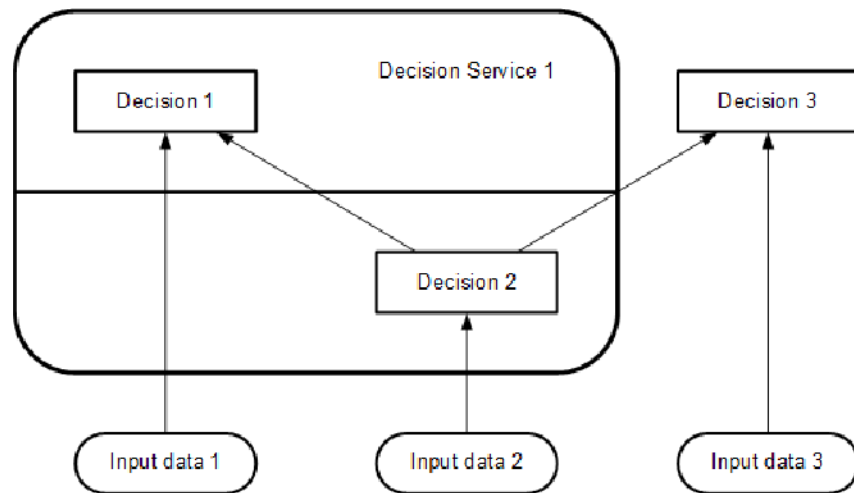 Decision Service 1
Decision 1
Decision 3
Decision 2
Input data 1
Input data 2
Input data 3